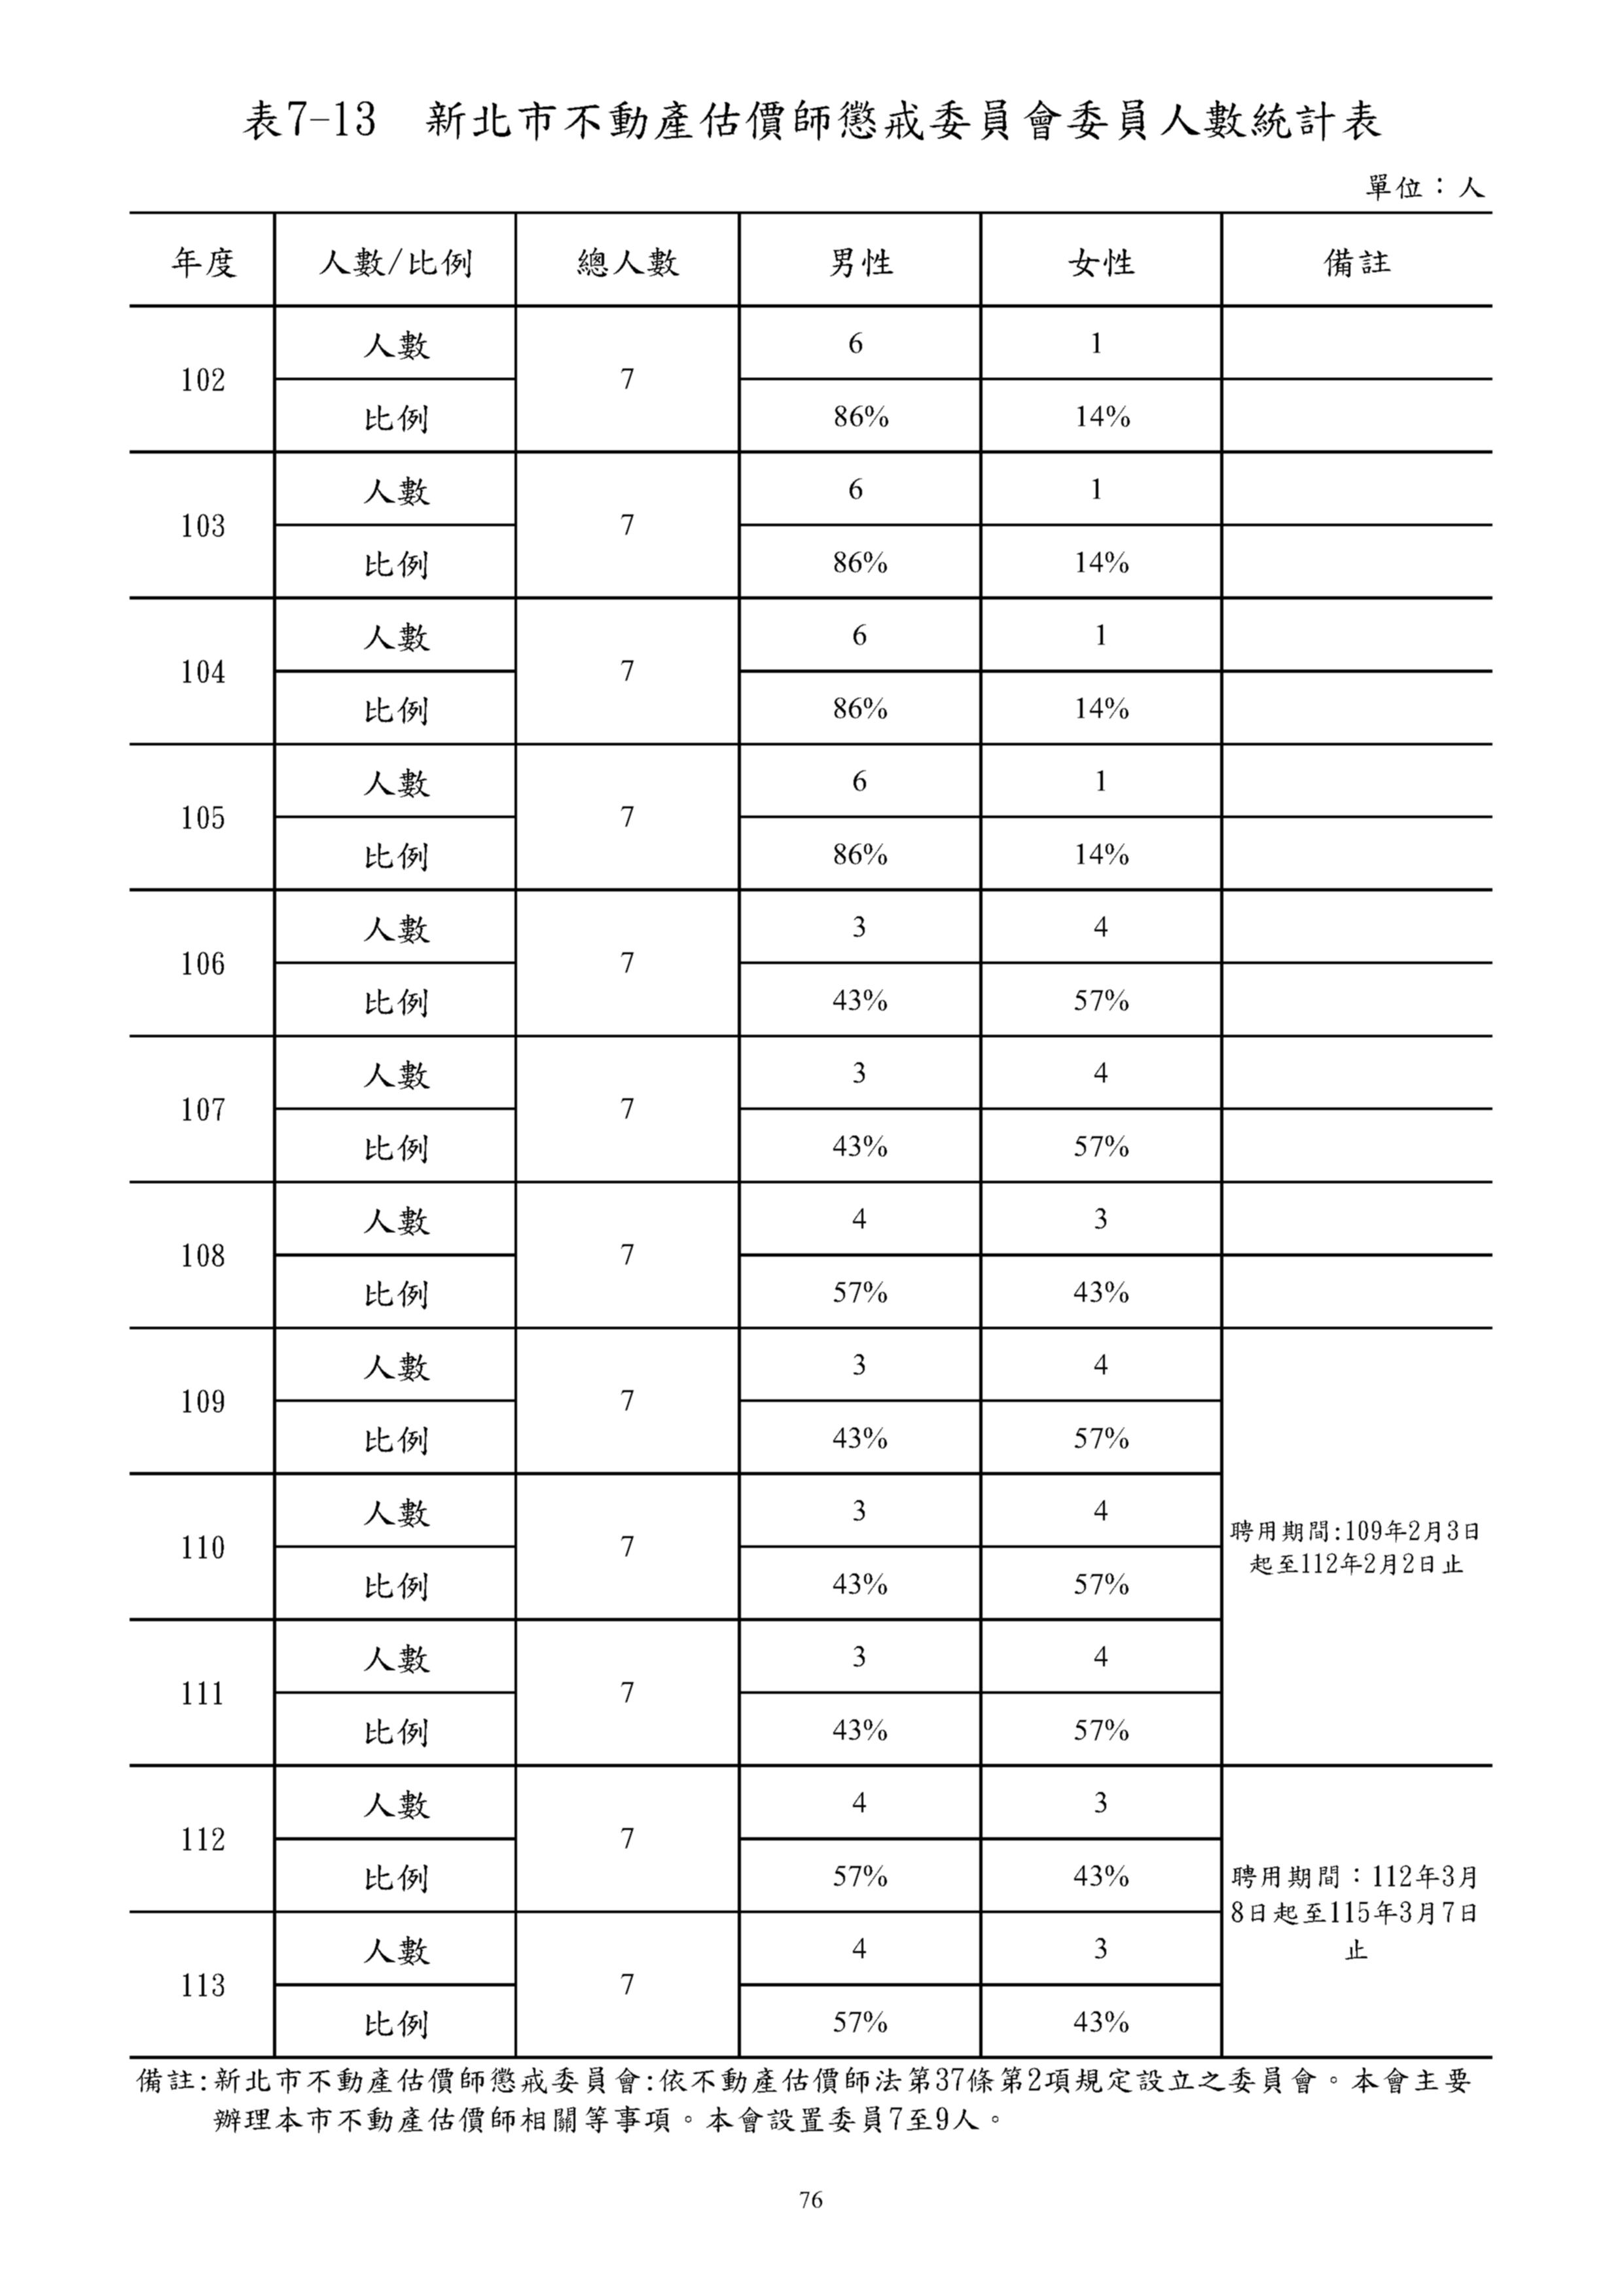 表7-13 新北市不動產估價師懲戒委員會委員人數統計表
單位：人
年度 人數/比例 總人數 男性 女性 備註
102 人數 7 6 1
比例 86% 14%
103 人數 7 6 1
比例 86% 14%
104 人數 7 6 1
比例 86% 14%
105 人數 7 6 1
比例 86% 14%
106 人數 7 3 4
比例 43% 57%
107 人數 7 3 4
比例 43% 57%
108 人數 7 4 3
比例 57% 43%
109 人數 7 3 4
比例 43% 57%
110 人數 7 3 4
比例 43% 57%
聘用期間:109年2月3日
起至112年2月2日止
111 人數 7 3 4
比例 43% 57%
112 人數 7 4 3
比例 57% 43%
聘用期間：112年3月
8日起至115年3月7日
止
113 人數 7 4 3
比例 57% 43%
備註:新北市不動產估價師懲戒委員會:依不動產估價師法第37條第2項規定設立之委員會。本會主要
辦理本市不動產估價師相關等事項。本會設置委員7至9人。
76